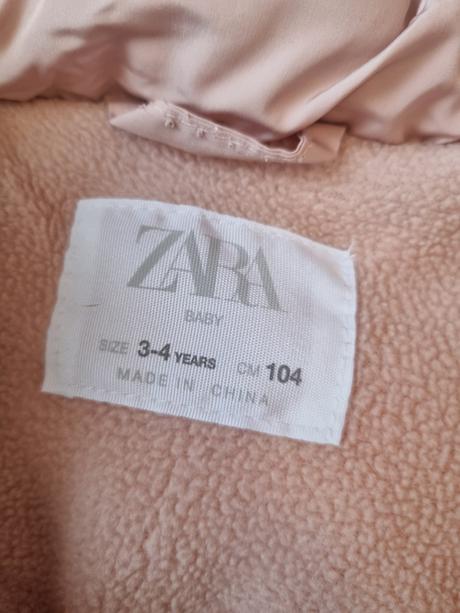 ZARA
BABY
SIZE 3-4 YEARS CM 104
MADE IN CHINA